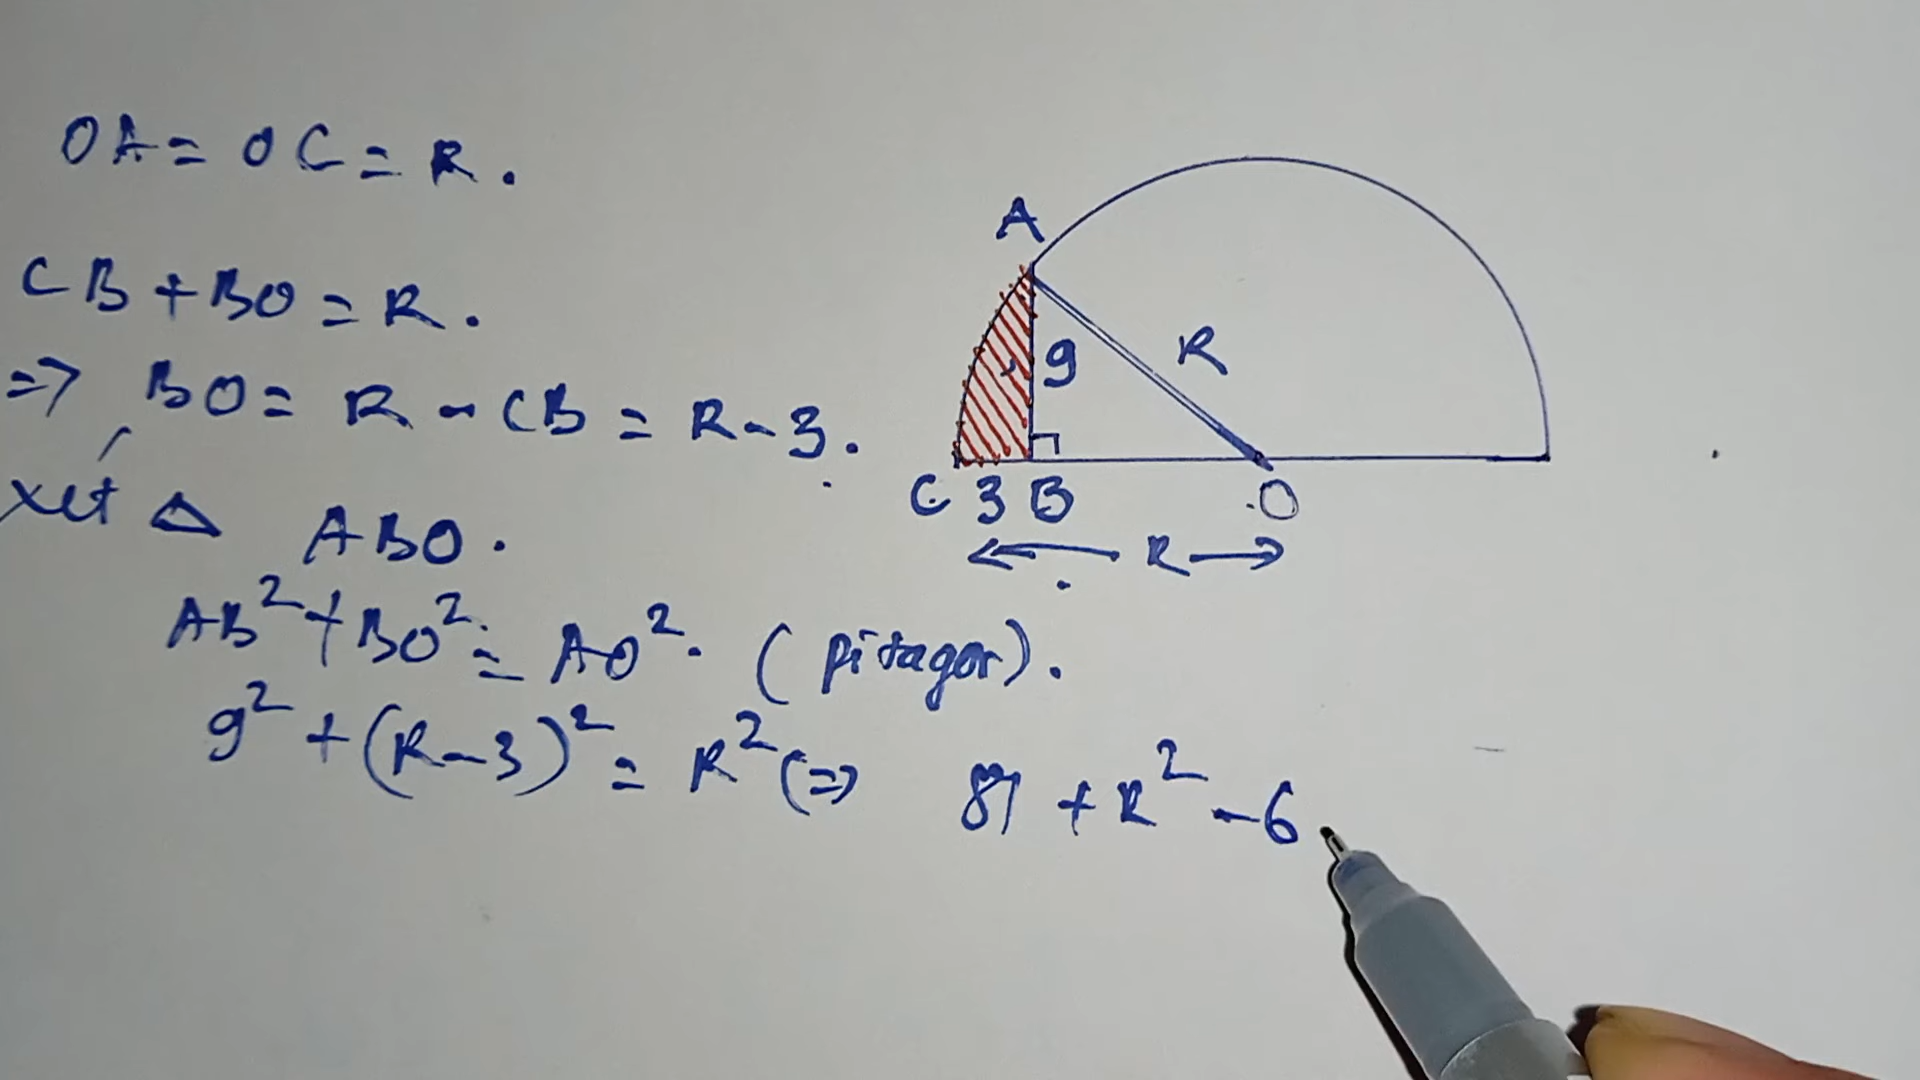 OA = OC = R.
CB + BO = R.
=> BO = R - CB = R - 3.
xét △ ABO.
AB² + BO² = AO². (pitagor).
9² + (R-3)² = R² (=> 81 + R² - 6
A
9
R
C 3 B
O
R